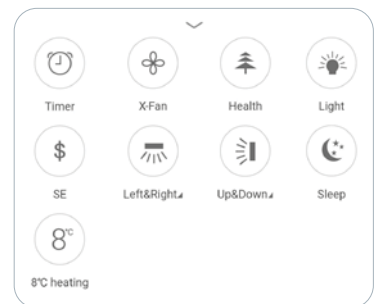 Timer X-Fan Health Light
$
SE Left&Right Up&Down Sleep
8℃
8℃ heating